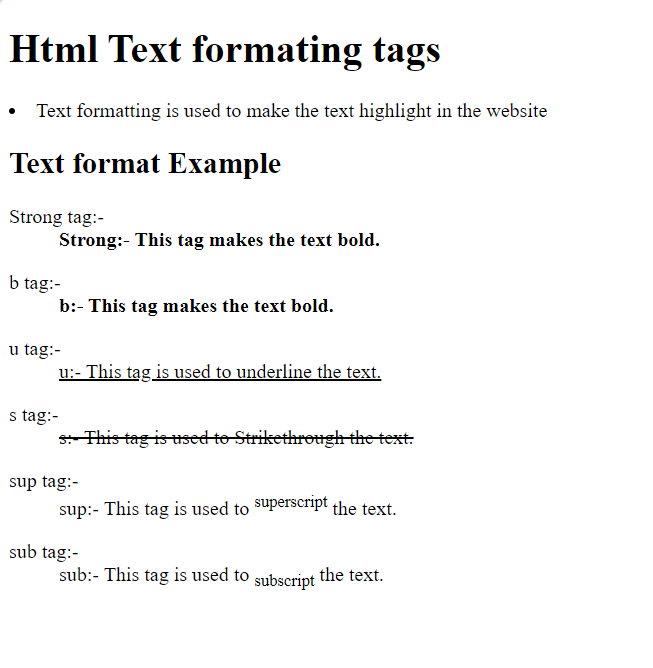 Html Text formating tags
• Text formatting is used to make the text highlight in the website
Text format Example
Strong tag:-
Strong:- This tag makes the text bold.
b tag:-
b:- This tag makes the text bold.
u tag:-
u:- This tag is used to underline the text.
s tag:-
s:- This tag is used to Strikethrough the text.
sup tag:-
sup:- This tag is used to superscript the text.
sub tag:-
sub:- This tag is used to subscript the text.